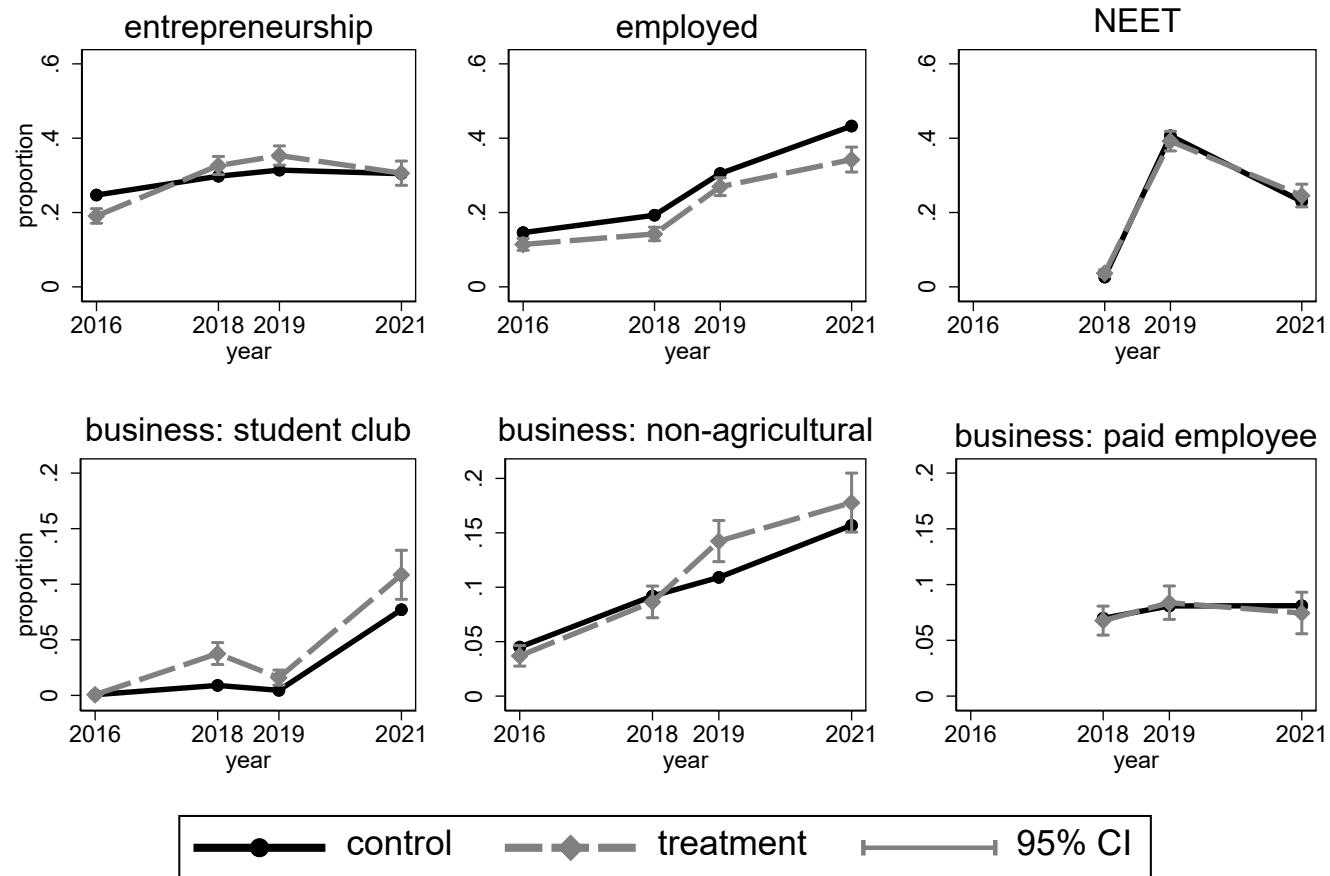 entrepreneurship
proportion
.6
.4
.2
0
2016 2018 2019 2021
year
employed
.6
.4
.2
0
2016 2018 2019 2021
year
NEET
.6
.4
.2
0
2016 2018 2019 2021
year
business: student club
proportion
.2
.15
.1
.05
0
2016 2018 2019 2021
year
business: non-agricultural
.2
.15
.1
.05
0
2016 2018 2019 2021
year
business: paid employee
.2
.15
.1
.05
0
2016 2018 2019 2021
year
control treatment 95% CI